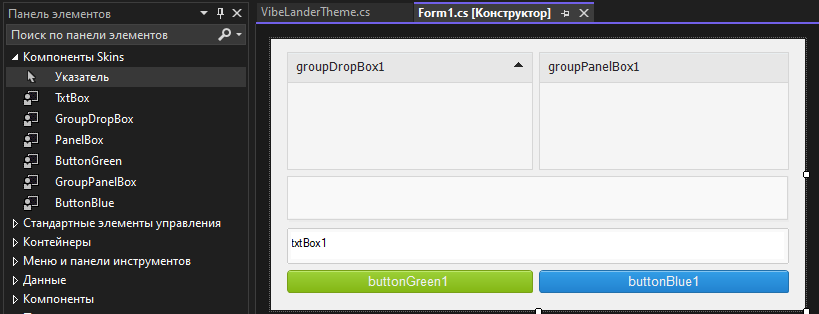 Панель элементов
Поиск по панели элементов
Компоненты Skins
Указатель
TxtBox
GroupDropBox
PanelBox
ButtonGreen
GroupPanelBox
ButtonBlue
Стандартные элементы управления
Контейнеры
Меню и панели инструментов
Данные
Компоненты
VibeLanderTheme.cs
Form1.cs [Конструктор]
groupDropBox1
groupPanelBox1
txtBox1
buttonGreen1
buttonBlue1